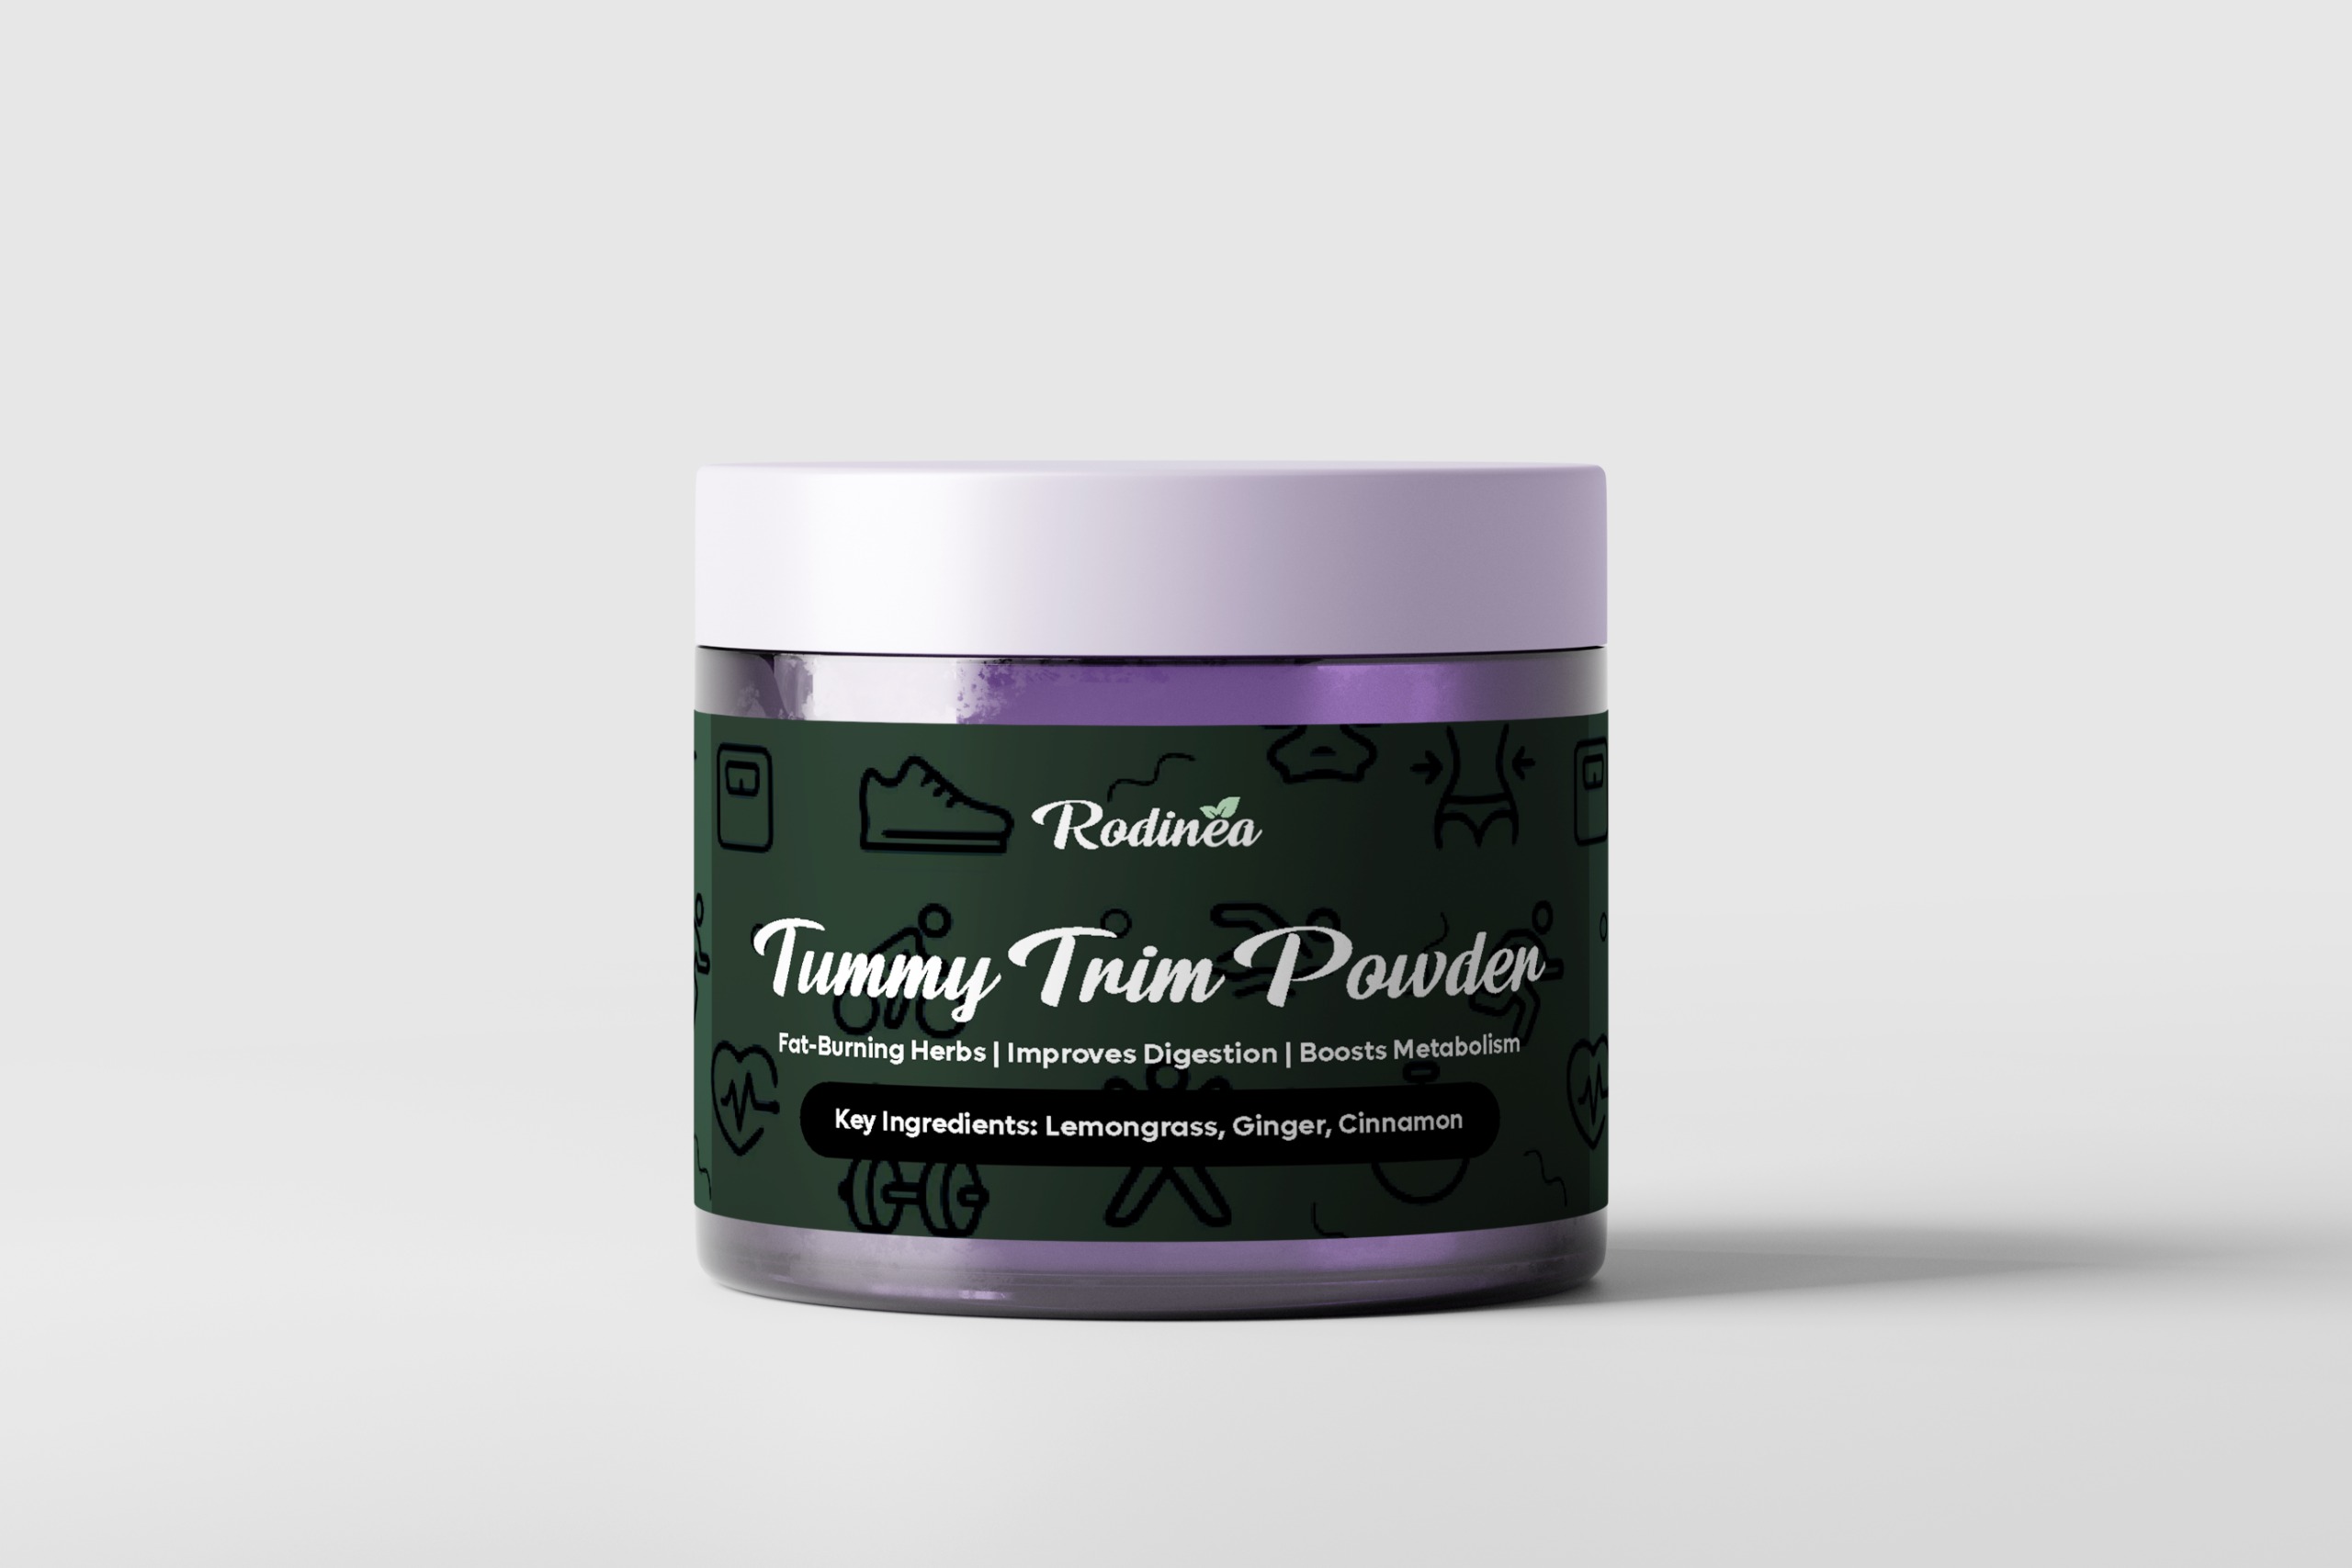 Rodinea
Tummy Trim Powder
Fat-Burning Herbs | Improves Digestion | Boosts Metabolism
Key Ingredients: Lemongrass, Ginger, Cinnamon